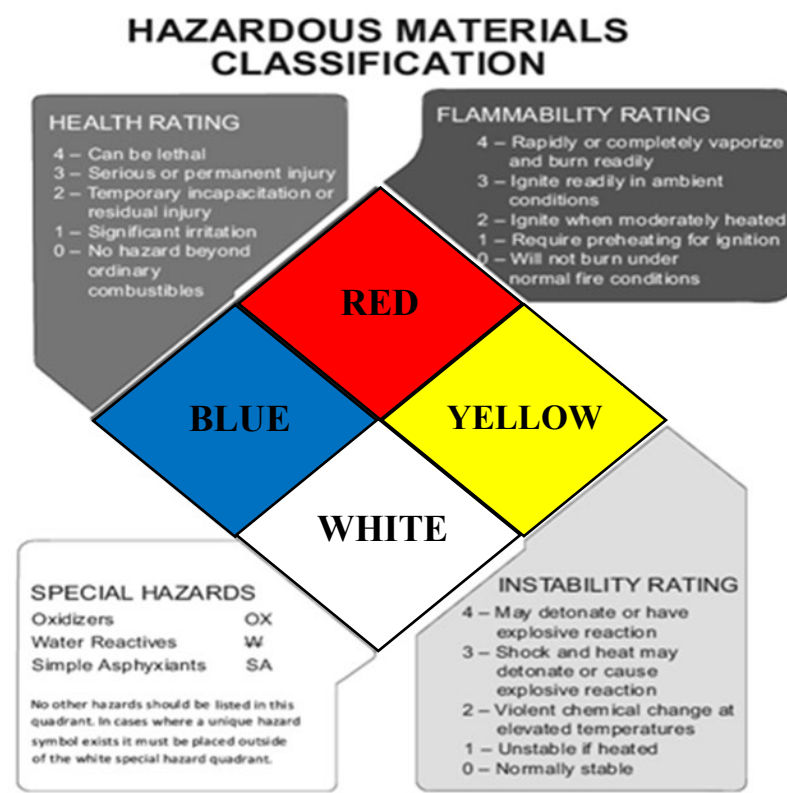 HAZARDOUS MATERIALS
CLASSIFICATION
HEALTH RATING
4 – Can be lethal
3 – Serious or permanent injury
2 – Temporary incapacitation or
residual injury
1 – Significant irritation
0 – No hazard beyond
ordinary
combustibles
FLAMMABILITY RATING
4 – Rapidly or completely vaporize
and burn readily
3 – Ignite readily in ambient
conditions
2 – Ignite when moderately heated
1 – Require preheating for ignition
0 – Will not burn under
normal fire conditions
RED
BLUE
YELLOW
WHITE
SPECIAL HAZARDS
Oxidizers OX
Water Reactives W̶
Simple Asphyxiants SA
No other hazards should be listed in this
quadrant. In cases where a unique hazard
symbol exists it must be placed outside
of the white special hazard quadrant.
INSTABILITY RATING
4 – May detonate or have
explosive reaction
3 – Shock and heat may
detonate or cause
explosive reaction
2 – Violent chemical change at
elevated temperatures
1 – Unstable if heated
0 – Normally stable